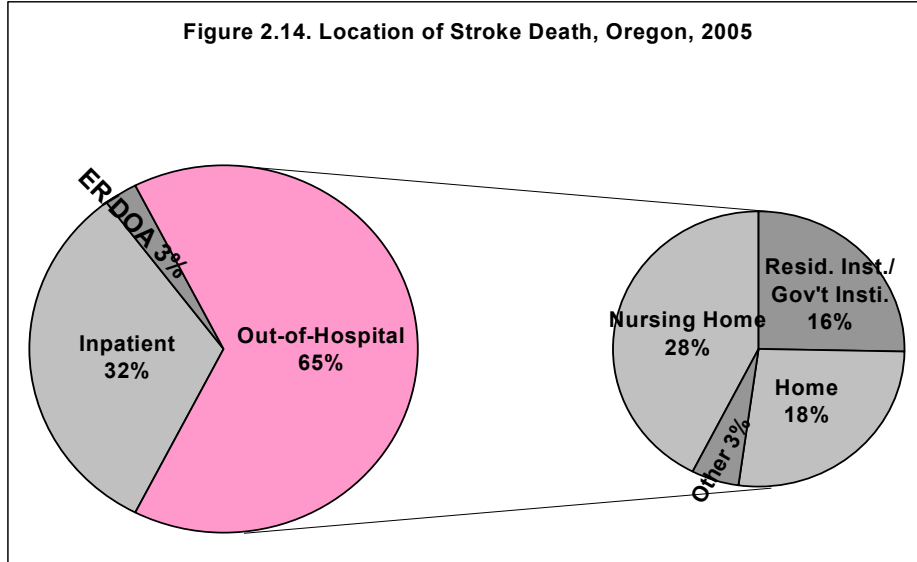 Figure 2.14. Location of Stroke Death, Oregon, 2005
ER/DOA 3%
Inpatient
32%
Out-of-Hospital
65%
Resid. Inst./
Gov't Insti.
16%
Nursing Home
28%
Home
18%
Other 3%